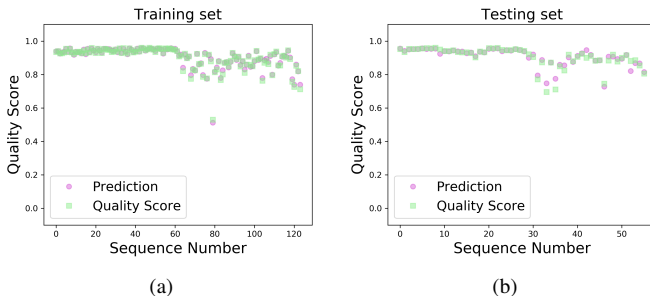 Training set
Quality Score
1.0
0.8
0.6
0.4
0.2
0.0
Prediction
Quality Score
0 20 40 60 80 100 120
Sequence Number
(a)
Testing set
Quality Score
1.0
0.8
0.6
0.4
0.2
0.0
Prediction
Quality Score
0 10 20 30 40 50
Sequence Number
(b)